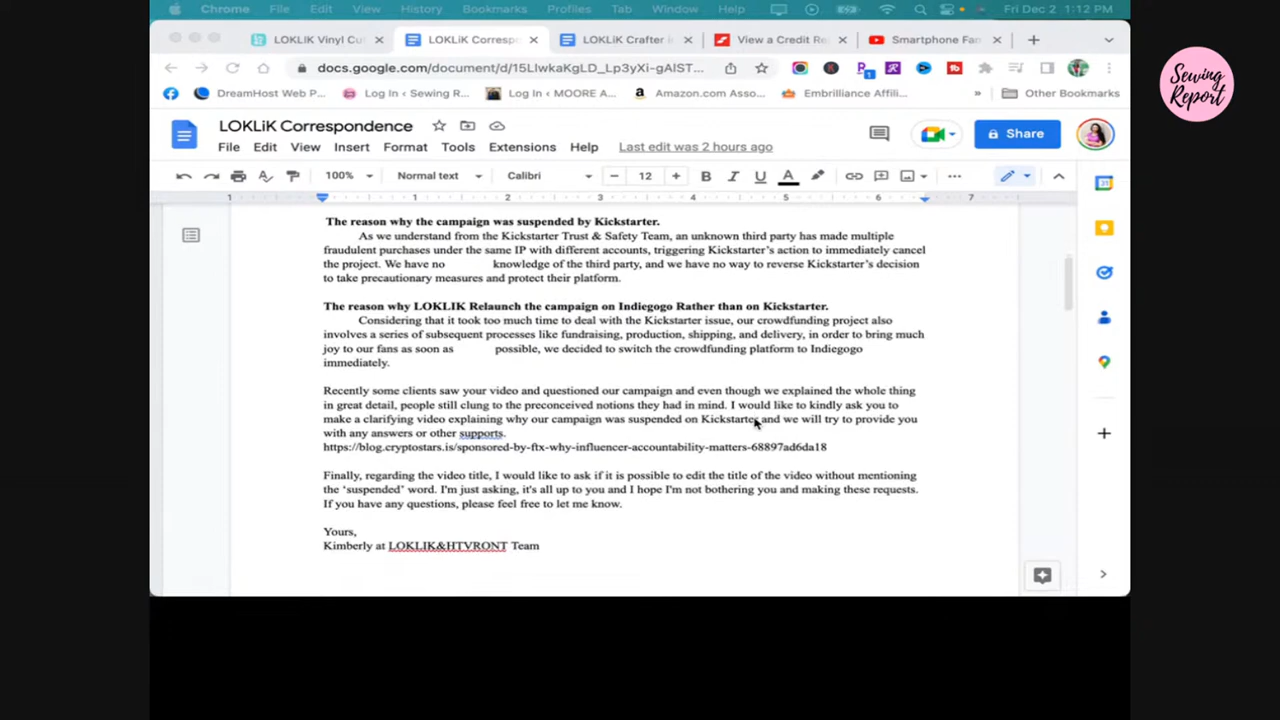 Chrome File Edit View History Bookmarks Profiles Tab Window Help Fri Dec 2 1:12 PM
LOKLiK Vinyl Cu LOKLiK Correspo LOKLiK Crafter View a Credit Re Smartphone Fam
docs.google.com/document/d/15LlwkaKgLD_Lp3yXi-gAlST...
DreamHost Web P... Log In ‹ Sewing R... Log In ‹ MOORE A... Amazon.com Asso... Embrilliance Affili... » Other Bookmarks
Sewing
Report
LOKLiK Correspondence
Share
File Edit View Insert Format Tools Extensions Help Last edit was 2 hours ago
100% Normal text Calibri − 12 + B I U A
1 1 2 3 4 5 6 7
The reason why the campaign was suspended by Kickstarter.
As we understand from the Kickstarter Trust & Safety Team, an unknown third party has made multiple
fraudulent purchases under the same IP with different accounts, triggering Kickstarter's action to immediately cancel
the project. We have no knowledge of the third party, and we have no way to reverse Kickstarter's decision
to take precautionary measures and protect their platform.
The reason why LOKLIK Relaunch the campaign on Indiegogo Rather than on Kickstarter.
Considering that it took too much time to deal with the Kickstarter issue, our crowdfunding project also
involves a series of subsequent processes like fundraising, production, shipping, and delivery, in order to bring much
joy to our fans as soon as possible, we decided to switch the crowdfunding platform to Indiegogo
immediately.
Recently some clients saw your video and questioned our campaign and even though we explained the whole thing
in great detail, people still clung to the preconceived notions they had in mind. I would like to kindly ask you to
make a clarifying video explaining why our campaign was suspended on Kickstarter and we will try to provide you
with any answers or other supports.
https://blog.cryptostars.is/sponsored-by-ftx-why-influencer-accountability-matters-68897ad6da18
Finally, regarding the video title, I would like to ask if it is possible to edit the title of the video without mentioning
the 'suspended' word. I'm just asking, it's all up to you and I hope I'm not bothering you and making these requests.
If you have any questions, please feel free to let me know.
Yours,
Kimberly at LOKLIK&HTVRONT Team